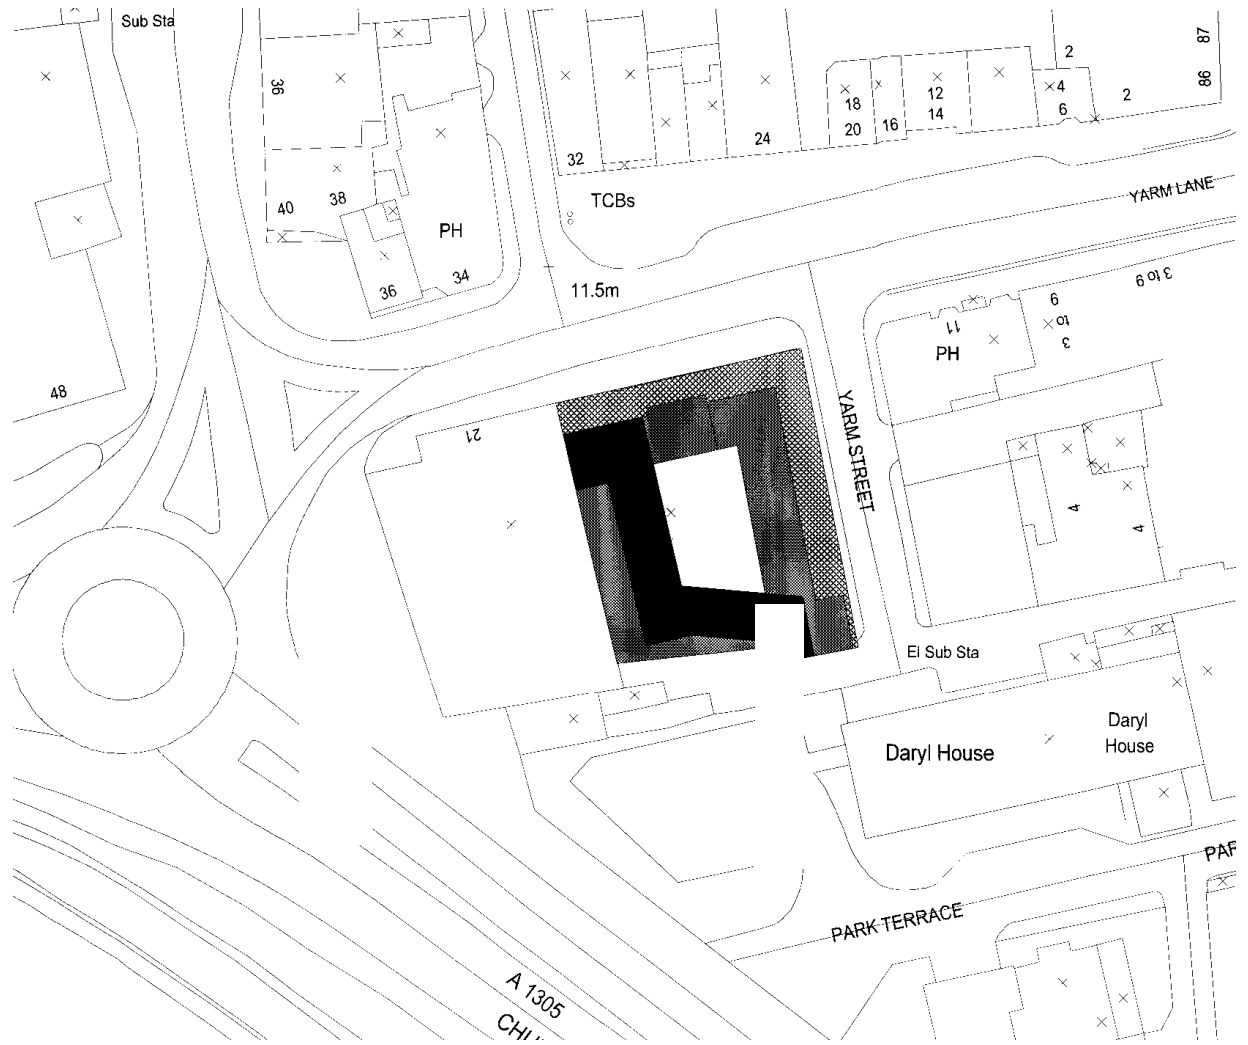 Sub Sta
36
40
38
36
34
PH
48
32
24
18
20
16
12
14
2
4
6
2
87
86
TCBs
11.5m
YARM LANE
3 to 9
11
PH
9
to
3
21
YARM STREET
4
4
El Sub Sta
Daryl House
Daryl
House
PARK TERRACE
A 1305